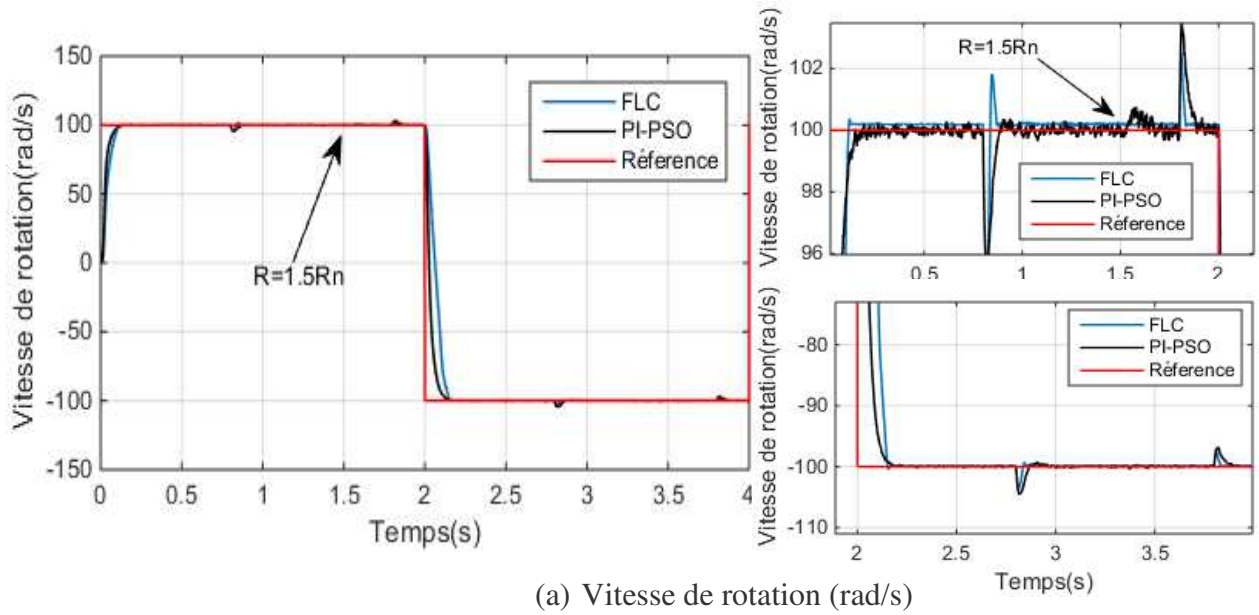 Vitesse de rotation(rad/s)
150
100
50
0
-50
-100
-150
0
0.5
1
1.5
2
2.5
3
3.5
4
Temps(s)
FLC
PI-PSO
Réference
R=1.5Rn
Vitesse de rotation(rad/s)
102
100
98
96
0.5
1
1.5
2
R=1.5Rn
FLC
PI-PSO
Réference
Vitesse de rotation(rad/s)
-80
-90
-100
-110
2
2.5
3
3.5
Temps(s)
FLC
PI-PSO
Réference
(a) Vitesse de rotation (rad/s)